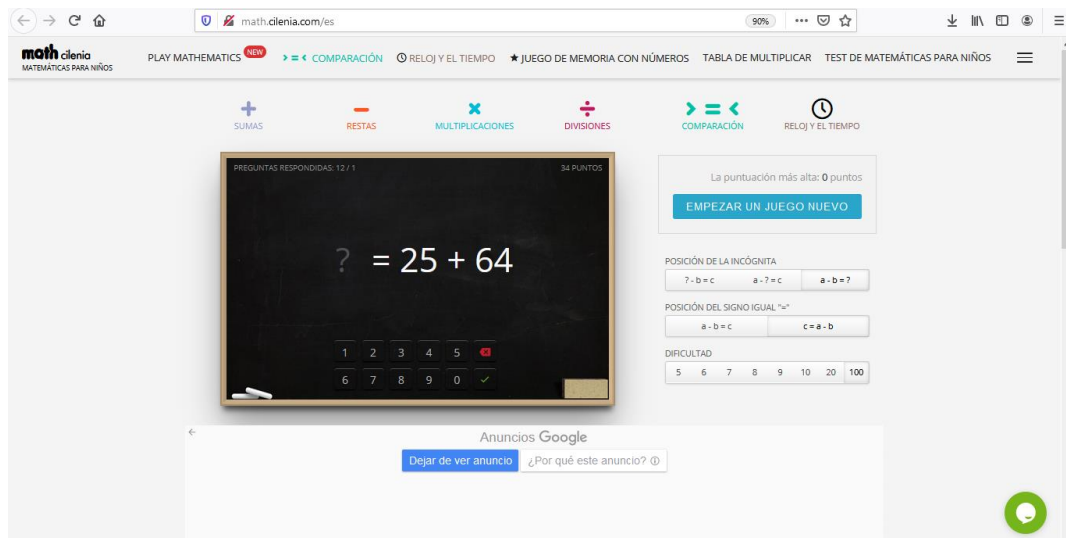 math.cilenia.com/es
90%
math cilenia
MATEMÁTICAS PARA NIÑOS
PLAY MATHEMATICS NEW
> = < COMPARACIÓN
RELOJ Y EL TIEMPO
★ JUEGO DE MEMORIA CON NÚMEROS
TABLA DE MULTIPLICAR
TEST DE MATEMÁTICAS PARA NIÑOS
+ SUMAS
− RESTAS
× MULTIPLICACIONES
÷ DIVISIONES
> = < COMPARACIÓN
RELOJ Y EL TIEMPO
PREGUNTAS RESPONDIDAS: 12 / 1
34 PUNTOS
? = 25 + 64
1 2 3 4 5
6 7 8 9 0 ✓
La puntuación más alta: 0 puntos
EMPEZAR UN JUEGO NUEVO
POSICIÓN DE LA INCÓGNITA
? - b = c a - ? = c a - b = ?
POSICIÓN DEL SIGNO IGUAL "="
a - b = c c = a - b
DIFICULTAD
5 6 7 8 9 10 20 100
Anuncios Google
Dejar de ver anuncio
¿Por qué este anuncio?